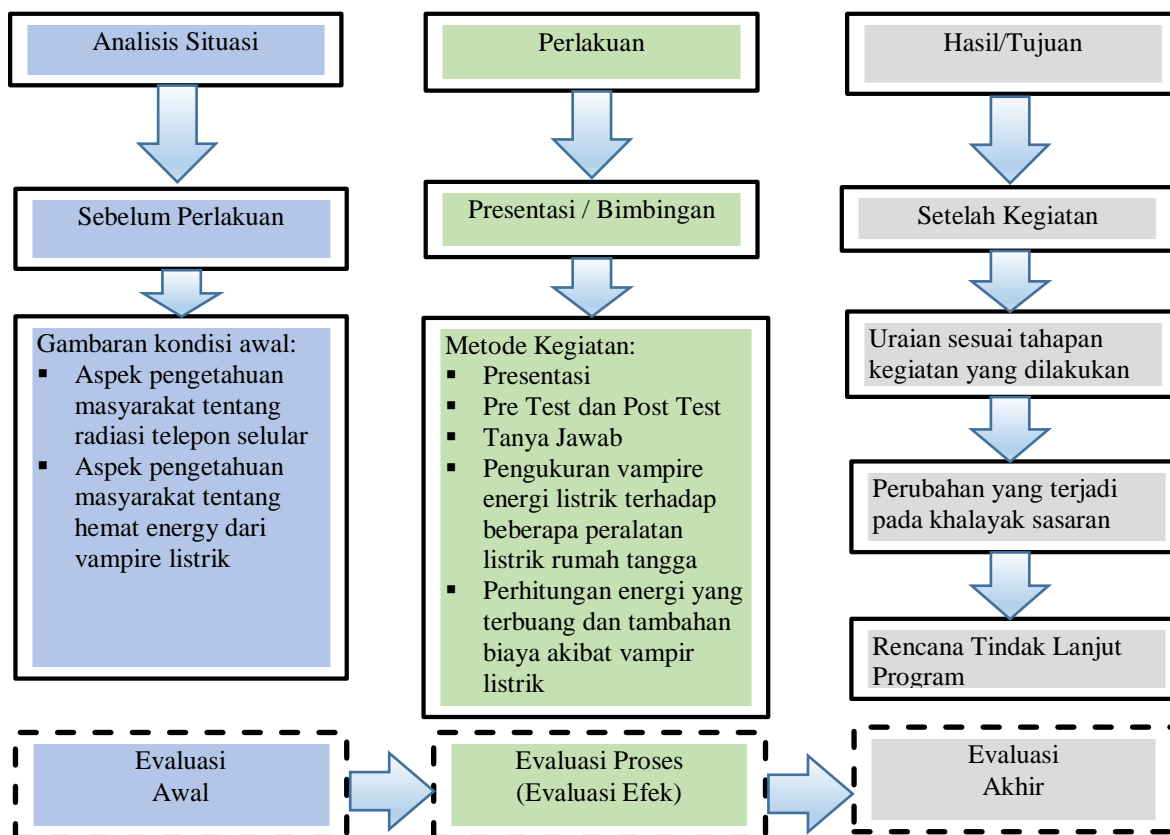 Analisis Situasi
Sebelum Perlakuan
Gambaran kondisi awal:
▪ Aspek pengetahuan
masyarakat tentang
radiasi telepon selular
▪ Aspek pengetahuan
masyarakat tentang
hemat energy dari
vampire listrik
Perlakuan
Presentasi / Bimbingan
Metode Kegiatan:
▪ Presentasi
▪ Pre Test dan Post Test
▪ Tanya Jawab
▪ Pengukuran vampire
energi listrik terhadap
beberapa peralatan
listrik rumah tangga
▪ Perhitungan energi yang
terbuang dan tambahan
biaya akibat vampir
listrik
Hasil/Tujuan
Setelah Kegiatan
Uraian sesuai tahapan
kegiatan yang dilakukan
Perubahan yang terjadi
pada khalayak sasaran
Rencana Tindak Lanjut
Program
Evaluasi
Awal
Evaluasi Proses
(Evaluasi Efek)
Evaluasi
Akhir